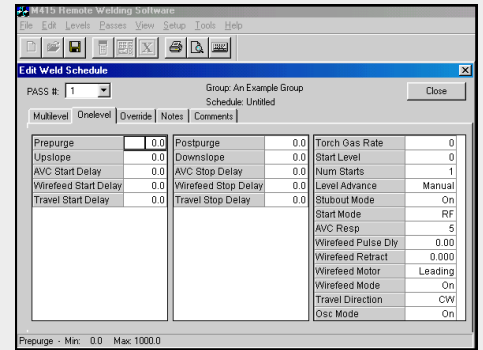 M415 Remote Welding Software
File Edit Levels Passes View Setup Tools Help
X
Edit Weld Schedule
PASS #: 1
Group: An Example Group
Schedule: Untitled
Close
Multilevel Onelevel Override Notes Comments
Prepurge 0.0
Upslope 0.0
AVC Start Delay 0.0
Wirefeed Start Delay 0.0
Travel Start Delay 0.0
Postpurge 0.0
Downslope 0.0
AVC Stop Delay 0.0
Wirefeed Stop Delay 0.0
Travel Stop Delay 0.0
Torch Gas Rate 0
Start Level 0
Num Starts 1
Level Advance Manual
Stubout Mode On
Start Mode RF
AVC Resp 5
Wirefeed Pulse Dly 0.00
Wirefeed Retract 0.000
Wirefeed Motor Leading
Wirefeed Mode On
Travel Direction CW
Osc Mode On
Prepurge - Min: 0.0 Max: 1000.0